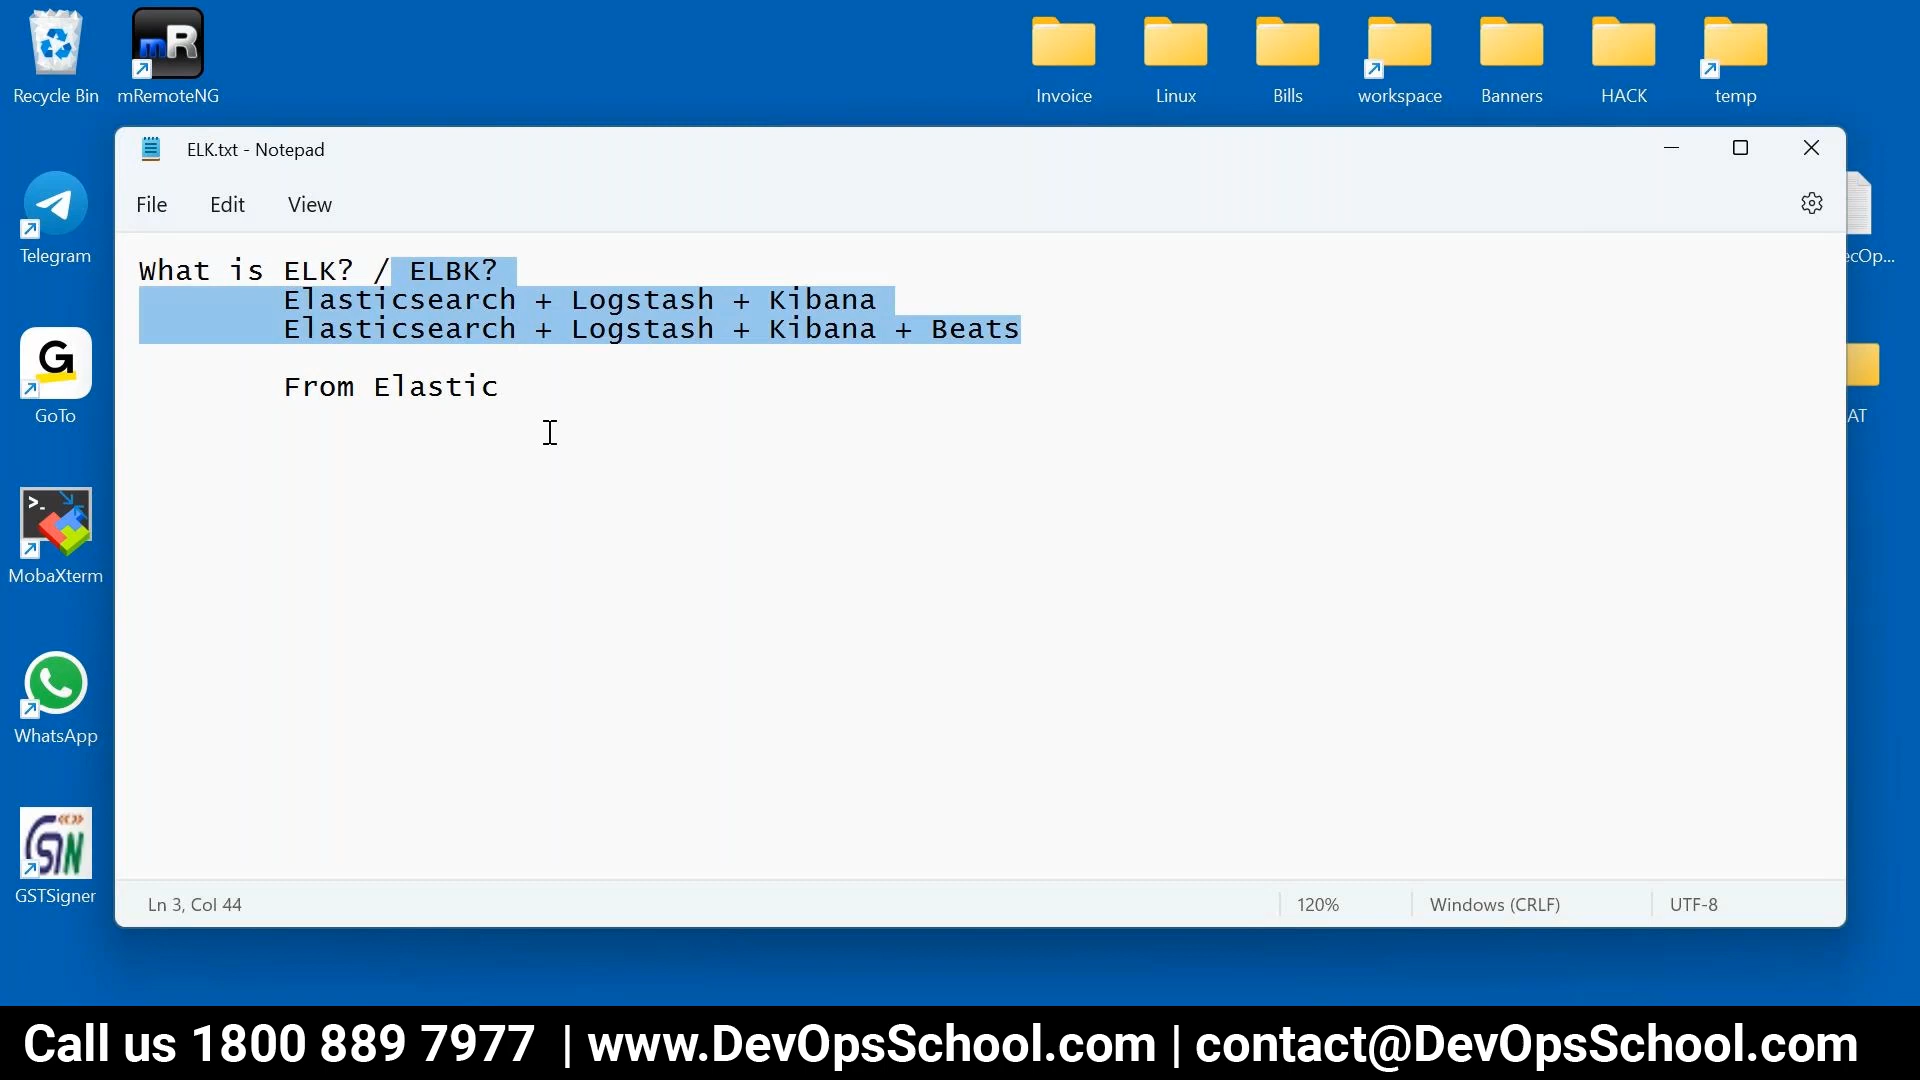 Recycle Bin
mRemoteNG
Invoice
Linux
Bills
workspace
Banners
HACK
temp
ELK.txt - Notepad
File Edit View
What is ELK? / ELBK?
Elasticsearch + Logstash + Kibana
Elasticsearch + Logstash + Kibana + Beats
From Elastic
Telegram
GoTo
MobaXterm
WhatsApp
GSTSigner
ecOp...
AT
Ln 3, Col 44
120%
Windows (CRLF)
UTF-8
Call us 1800 889 7977 | www.DevOpsSchool.com | contact@DevOpsSchool.com